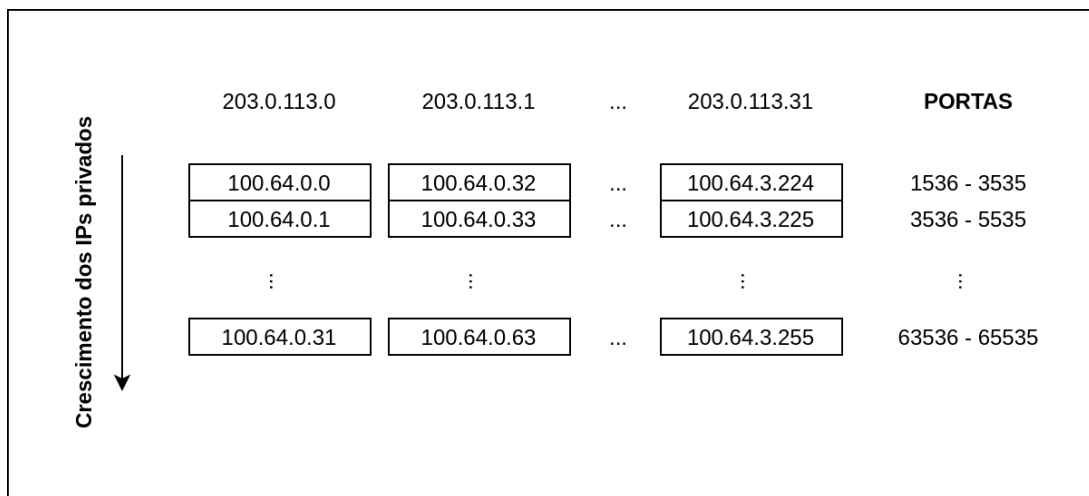 203.0.113.0 203.0.113.1 ... 203.0.113.31 PORTAS
Crescimento dos IPs privados
100.64.0.0 100.64.0.32 ... 100.64.3.224 1536 - 3535
100.64.0.1 100.64.0.33 ... 100.64.3.225 3536 - 5535
... ... ... ...
100.64.0.31 100.64.0.63 ... 100.64.3.255 63536 - 65535